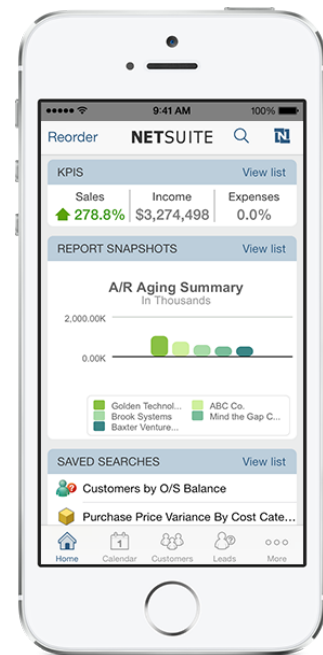 9:41 AM 100%
Reorder NETSUITE N
KPIS View list
Sales Income Expenses
278.8% $3,274,498 0.0%
REPORT SNAPSHOTS View list
A/R Aging Summary
In Thousands
2,000.00K
0.00K
Golden Technol... ABC Co.
Brook Systems Mind the Gap C...
Baxter Venture...
SAVED SEARCHES View list
Customers by O/S Balance
Purchase Price Variance By Cost Cate...
1
Home Calendar Customers Leads More